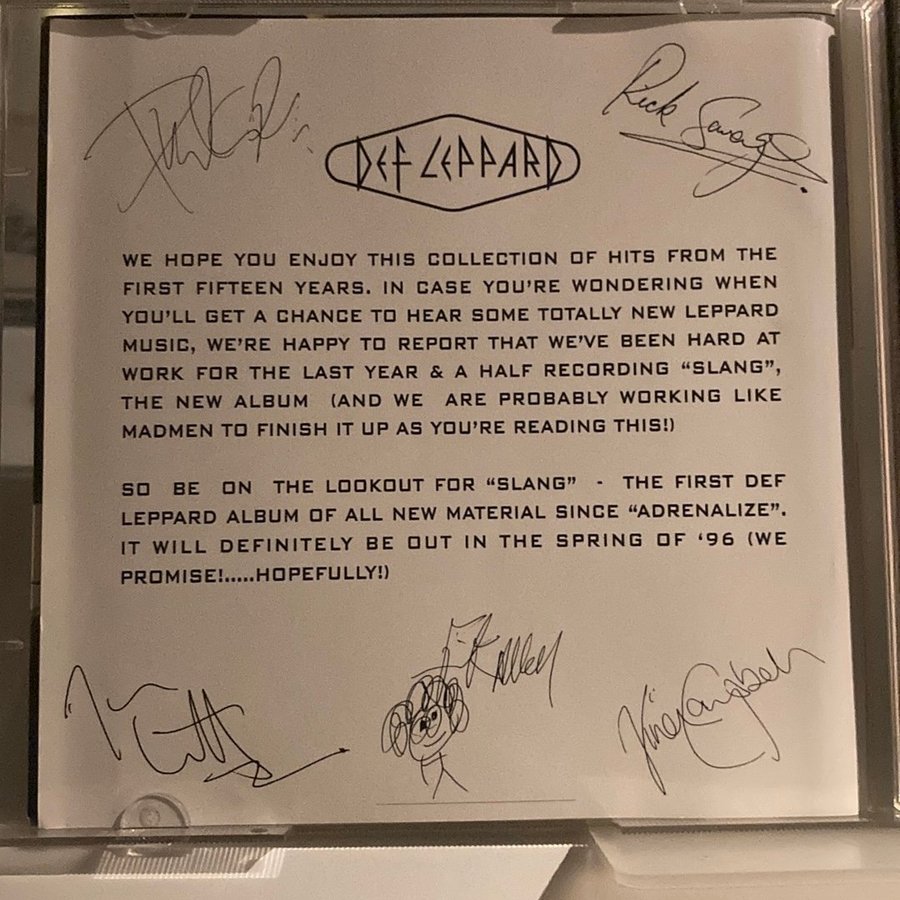 Rick Savage
DEF LEPPARD
WE HOPE YOU ENJOY THIS COLLECTION OF HITS FROM THE
FIRST FIFTEEN YEARS. IN CASE YOU'RE WONDERING WHEN
YOU'LL GET A CHANCE TO HEAR SOME TOTALLY NEW LEPPARD
MUSIC, WE'RE HAPPY TO REPORT THAT WE'VE BEEN HARD AT
WORK FOR THE LAST YEAR & A HALF RECORDING “SLANG”,
THE NEW ALBUM (AND WE ARE PROBABLY WORKING LIKE
MADMEN TO FINISH IT UP AS YOU'RE READING THIS!)
SO BE ON THE LOOKOUT FOR “SLANG” - THE FIRST DEF
LEPPARD ALBUM OF ALL NEW MATERIAL SINCE “ADRENALIZE”.
IT WILL DEFINITELY BE OUT IN THE SPRING OF ‘96 (WE
PROMISE!.....HOPEFULLY!)
Allen
Campbell